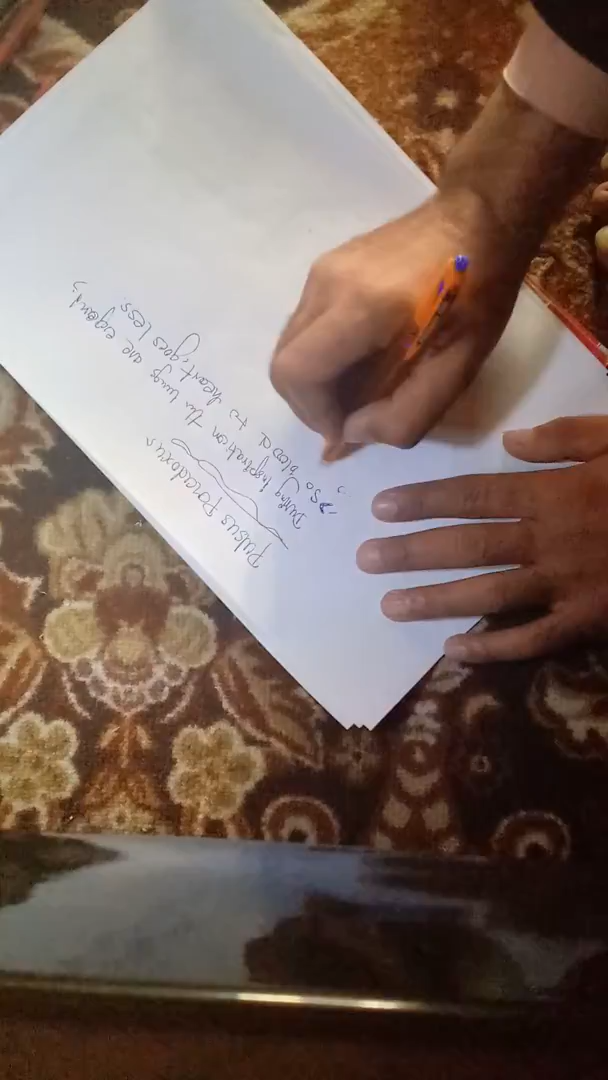 Pulsus Paradoxus
During Inspiration the lungs are expand;
→ So blood to heart goes less.